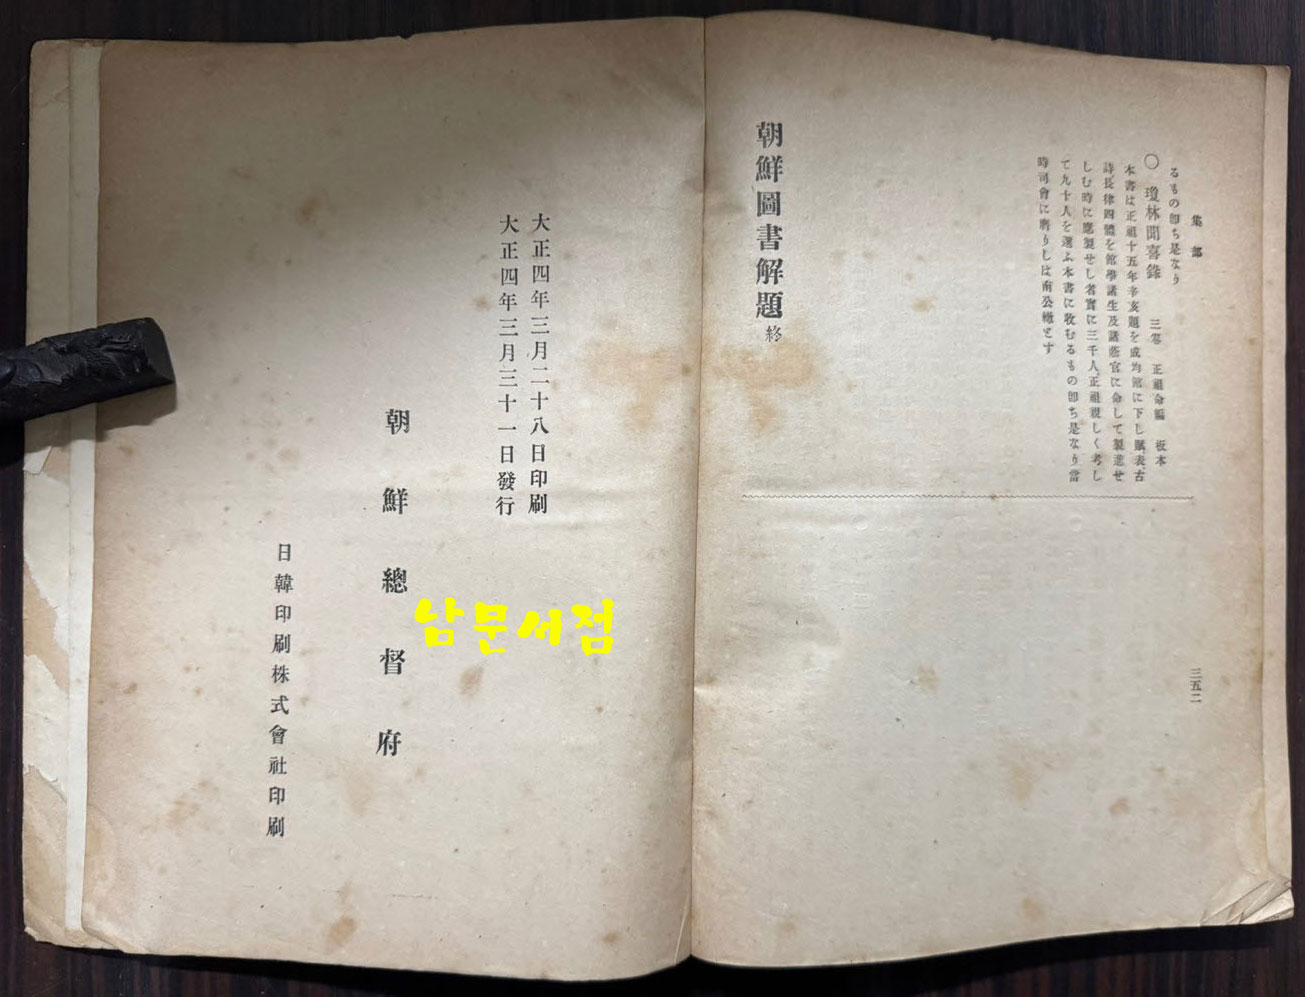 集部
るもの卽ち是なり
〇 瓊林聞喜錄 三卷 正祖命編 板本
本書は正祖十五年辛亥題を成均館に下し賦表古
詩長律四體を館學諸生及諸蔭官に命して製進せ
しむ時に應製せし者實に三千人、正祖親しく考し
て九十人を選ふ本書に收むるもの卽ち是なり當
時司會に將りしは南公轍とす
朝鮮圖書解題 終
三五二
大正四年三月二十八日印刷
大正四年三月三十一日發行
朝鮮總督府
日韓印刷株式會社印刷
남문서점